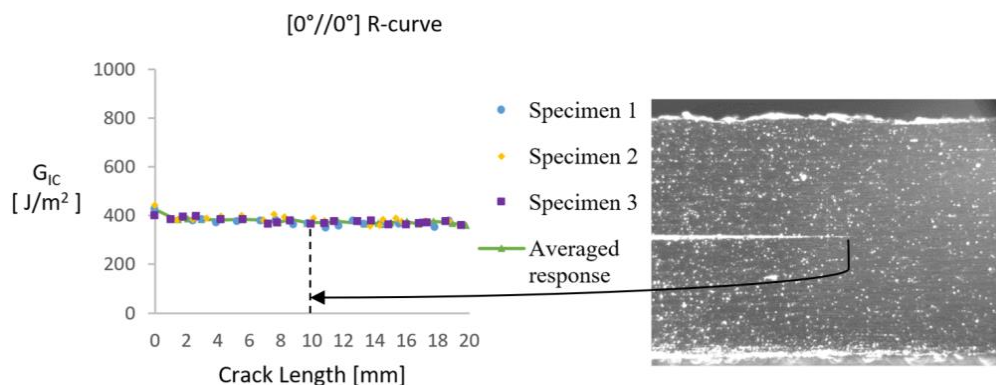 [0°//0°] R-curve
1000
800
600
400
200
0
G_IC
[ J/m² ]
0 2 4 6 8 10 12 14 16 18 20
Crack Length [mm]
Specimen 1
Specimen 2
Specimen 3
Averaged
response